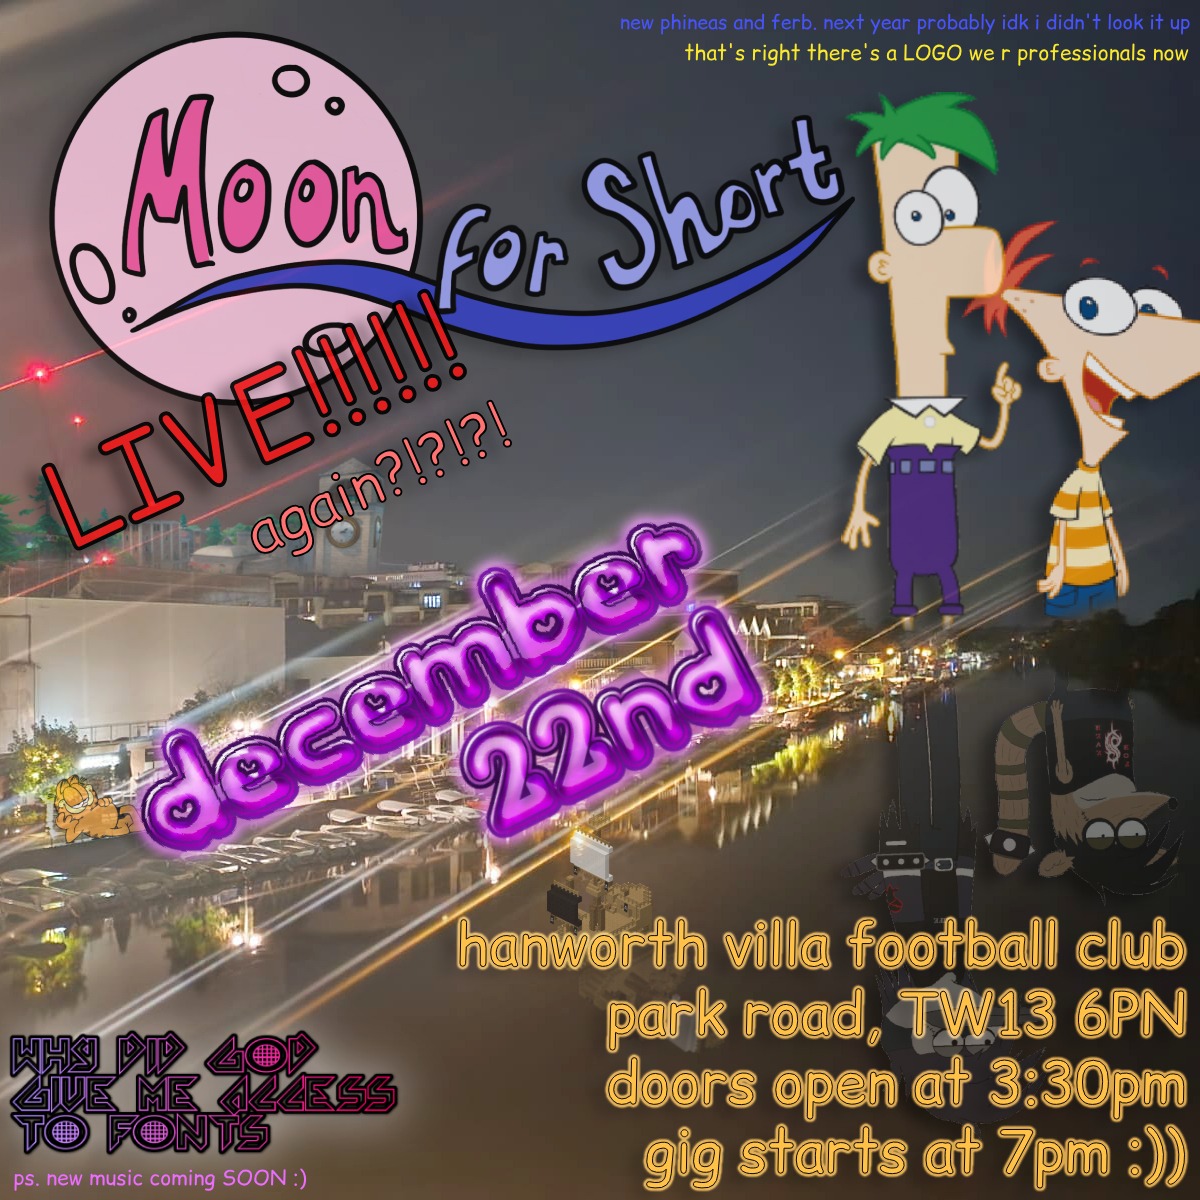 new phineas and ferb. next year probably idk i didn't look it up
that's right there's a LOGO we r professionals now
Moon
for Short
LIVE!!!!!!
again?!?!?!
december
22nd
hanworth villa football club
park road, TW13 6PN
doors open at 3:30pm
gig starts at 7pm :))
WHY DID GOD
GIVE ME ACCESS
TO FONTS
ps. new music coming SOON :)